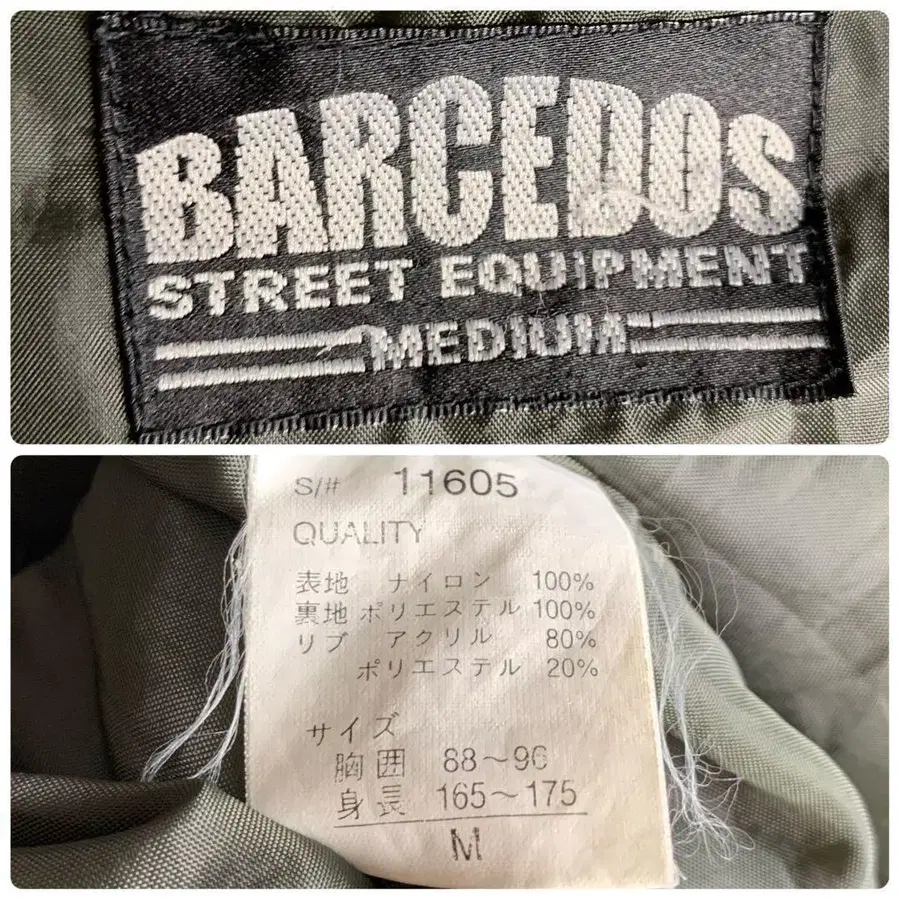 BARCEDOS
STREET EQUIPMENT
MEDIUM
S/# 11605
QUALITY
表地 ナイロン 100%
裏地 ポリエステル 100%
リブ アクリル 80%
ポリエステル 20%
サイズ
胸囲 88～96
身長 165～175
M